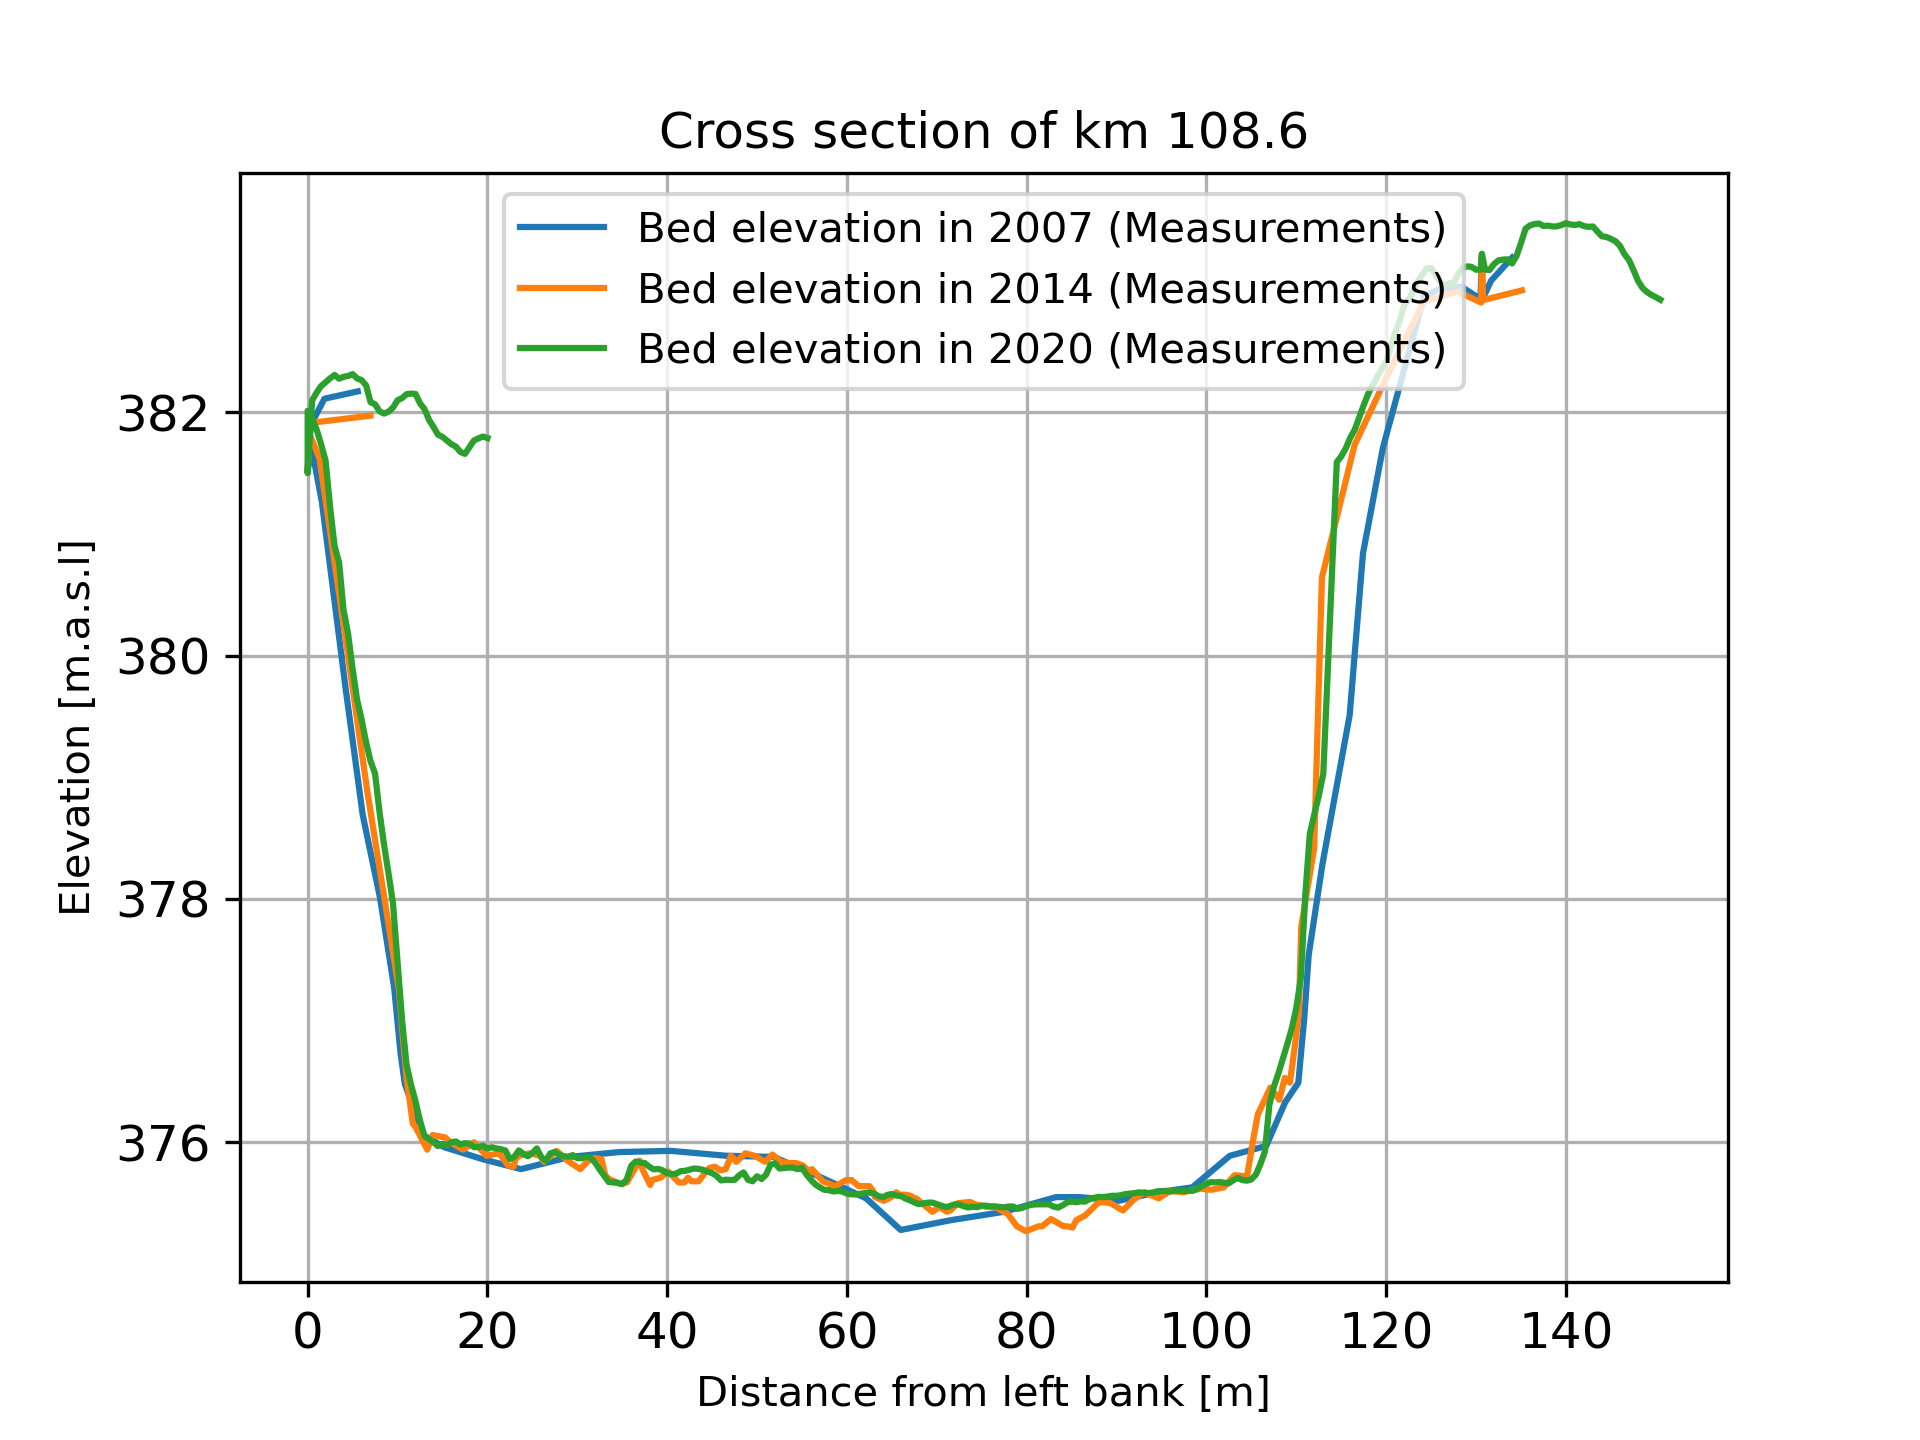 Cross section of km 108.6
Bed elevation in 2007 (Measurements)
Bed elevation in 2014 (Measurements)
Bed elevation in 2020 (Measurements)
382
380
378
376
Elevation [m.a.s.l]
0 20 40 60 80 100 120 140
Distance from left bank [m]